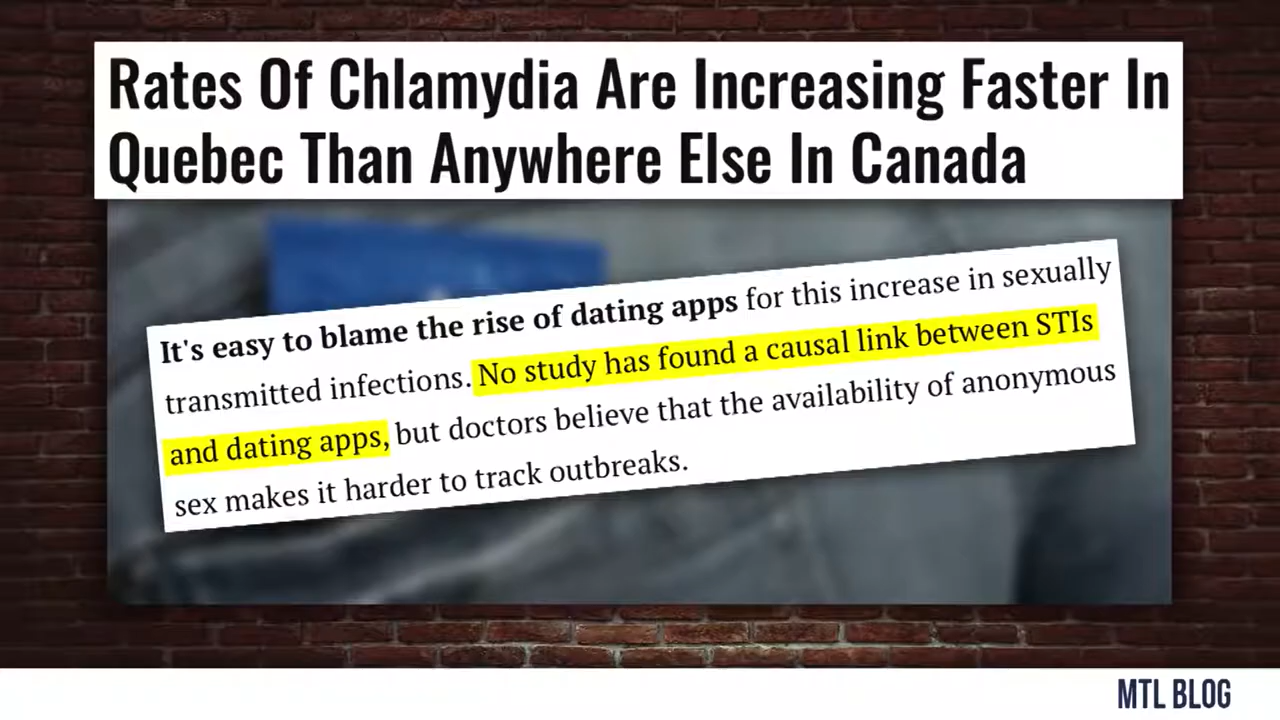 Rates Of Chlamydia Are Increasing Faster In
Quebec Than Anywhere Else In Canada
It's easy to blame the rise of dating apps for this increase in sexually
transmitted infections. No study has found a causal link between STIs
and dating apps, but doctors believe that the availability of anonymous
sex makes it harder to track outbreaks.
MTL BLOG